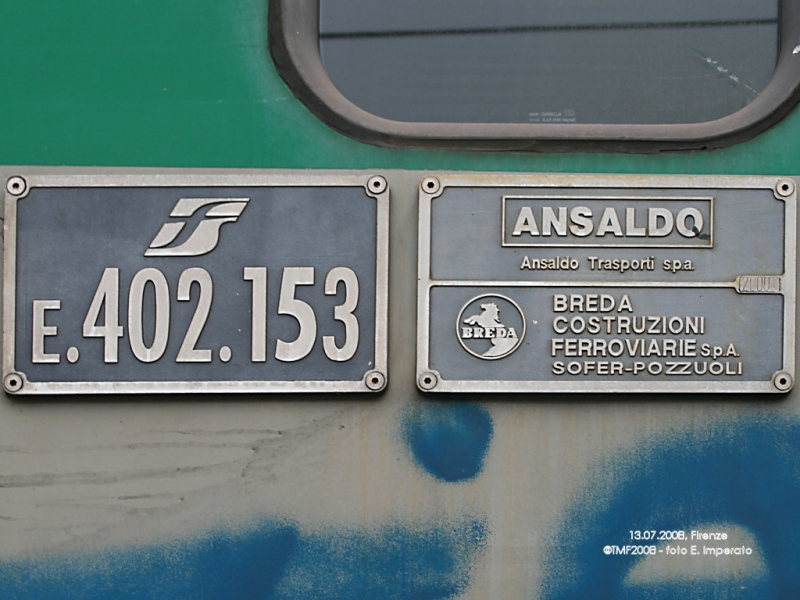 E.402.153
ANSALDO
Ansaldo Trasporti s.p.a.
BREDA
BREDA
COSTRUZIONI
FERROVIARIE S.p.A.
SOFER-POZZUOLI
13.07.2008, Firenze
©TMF2008 - foto E. Imperato